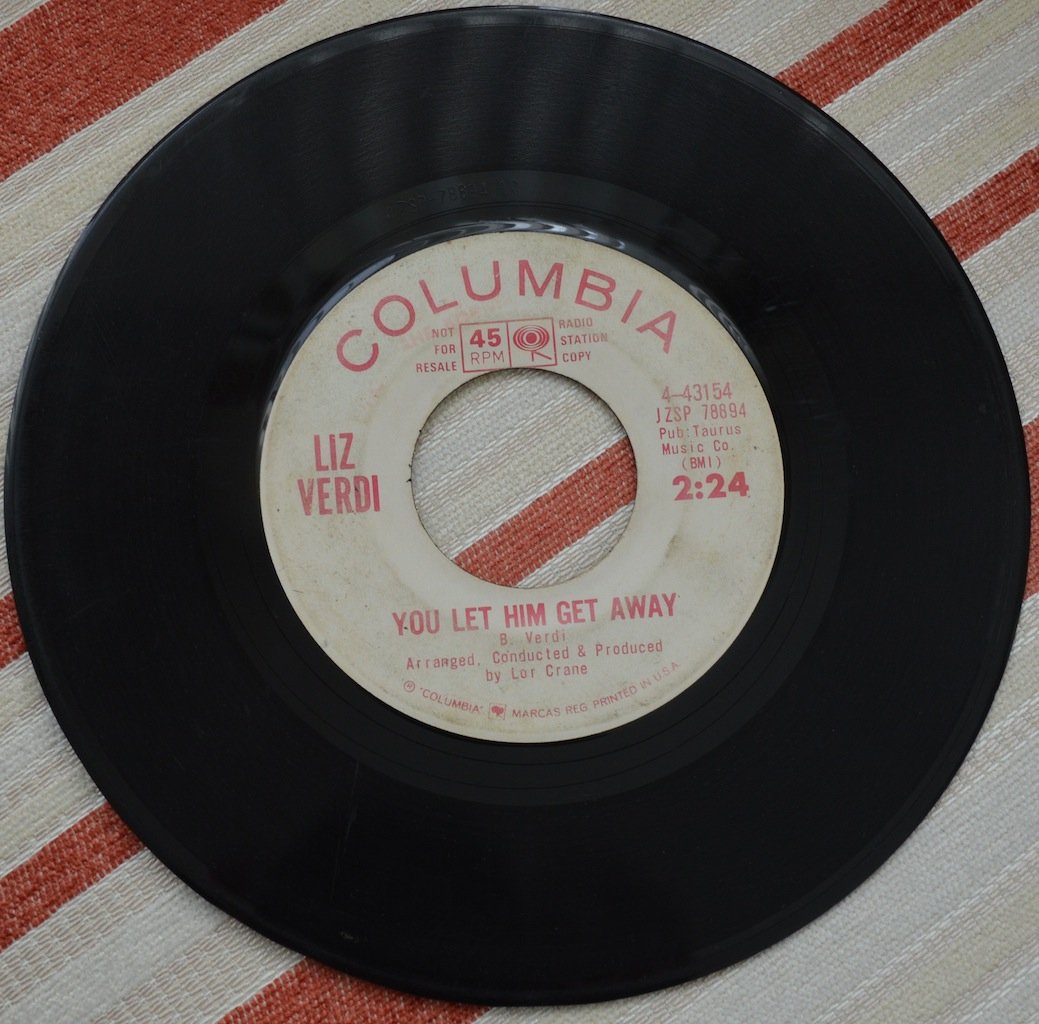 COLUMBIA
NOT
FOR
RESALE
45
RPM
RADIO
STATION
COPY
4-43154
JZSP 78894
Pub: Taurus
Music Co.
(BMI)
2:24
LIZ
VERDI
YOU LET HIM GET AWAY
B. Verdi
Arranged, Conducted & Produced
by Lor Crane
® "COLUMBIA" MARCAS REG. PRINTED IN U.S.A.